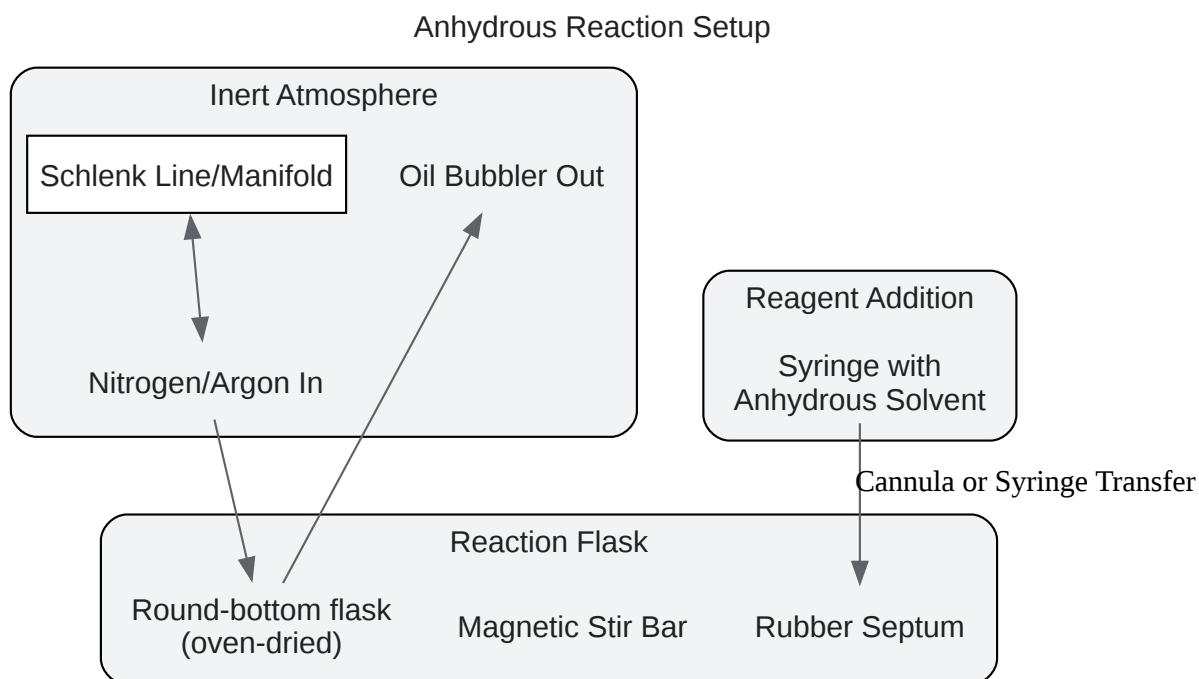 Anhydrous Reaction Setup
Inert Atmosphere
Schlenk Line/Manifold
Oil Bubbler Out
Nitrogen/Argon In
Reagent Addition
Syringe with
Anhydrous Solvent
Cannula or Syringe Transfer
Reaction Flask
Round-bottom flask
(oven-dried)
Magnetic Stir Bar
Rubber Septum